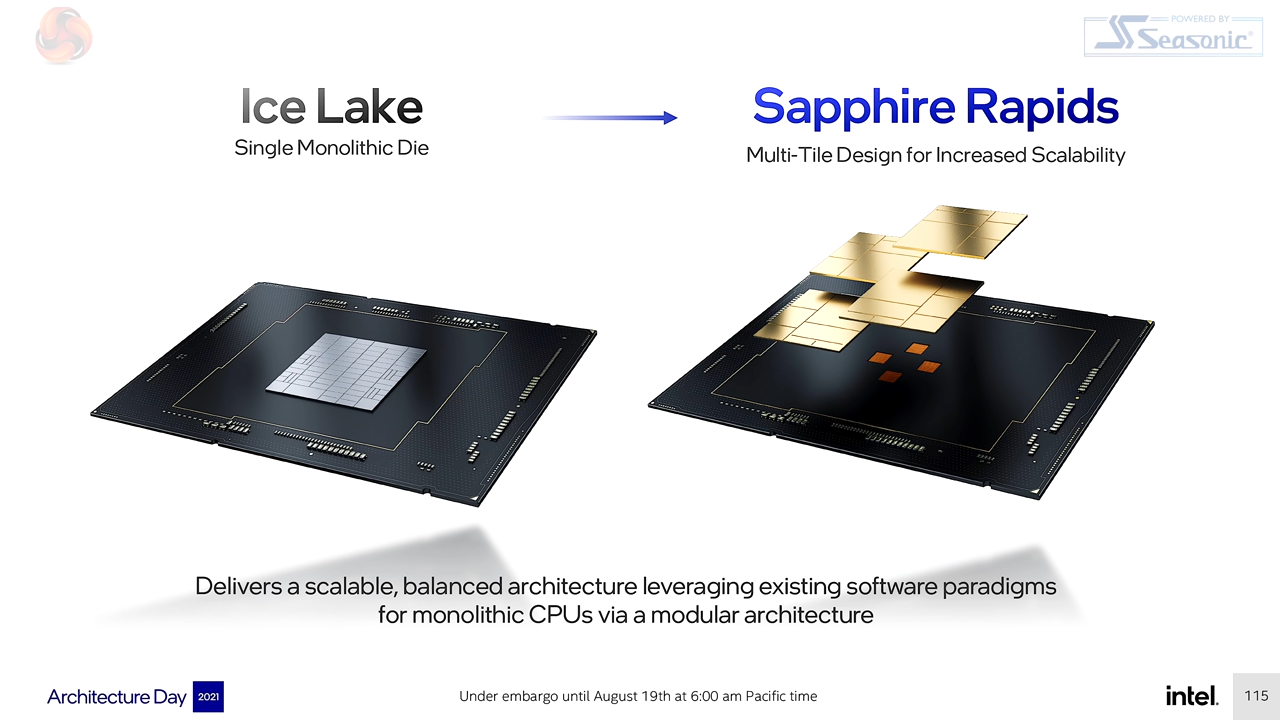 POWERED BY
Seasonic
Ice Lake
Single Monolithic Die
Sapphire Rapids
Multi-Tile Design for Increased Scalability
Delivers a scalable, balanced architecture leveraging existing software paradigms
for monolithic CPUs via a modular architecture
Architecture Day 2021
Under embargo until August 19th at 6:00 am Pacific time
intel.
115